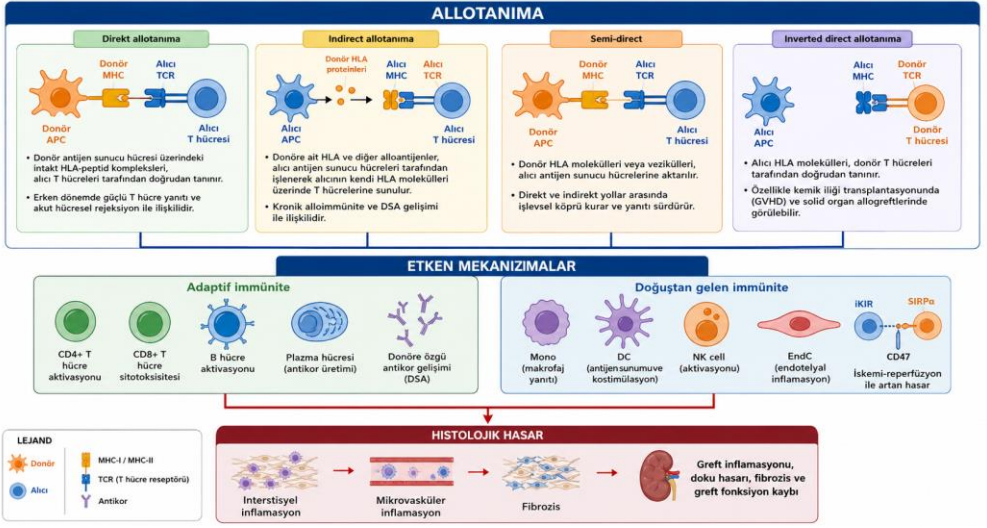 ALLOTANIMA
Direkt allotanıma
Donör
MHC
Alıcı
TCR
Donör
APC
Alıcı
T hücresi
• Donör antijen sunucu hücresi üzerindeki
intakt HLA-peptid kompleksleri,
alıcı T hücreleri tarafından doğrudan tanınır.
• Erken dönemde güçlü T hücre yanıtı ve
akut hücresel rejeksiyon ile ilişkilidir.
Indirect allotanıma
Donör HLA
proteinleri
Alıcı
MHC
Alıcı
TCR
Alıcı
APC
Alıcı
T hücresi
• Donöre ait HLA ve diğer alloantijenler,
alıcı antijen sunucu hücreleri tarafından
işlenerek alıcının kendi HLA molekülleri
üzerinde T hücrelerine sunulur.
• Kronik alloimmünite ve DSA gelişimi
ile ilişkilidir.
Semi-direct
Donör
MHC
Alıcı
TCR
Donör
APC
Alıcı
T hücresi
• Donör HLA molekülleri veya vezikülleri,
alıcı antijen sunucu hücrelerine aktarılır.
• Direkt ve indirekt yollar arasında
işlevsel köprü kurar ve yanıtı sürdürür.
Inverted direct allotanıma
Alıcı
MHC
Donör
TCR
Alıcı
APC
Donör
T hücresi
• Alıcı HLA molekülleri, donör T hücreleri
tarafından doğrudan tanınır.
• Özellikle kemik iliği transplantasyonunda
(GVHD) ve solid organ allogreftlerinde
görülebilir.
ETKEN MEKANIZIMALAR
Adaptif immünite
CD4+ T
hücre
aktivasyonu
CD8+ T
hücre
sitotoksisitesi
B hücre
aktivasyonu
Plazma hücresi
(antikor üretimi)
Donöre özgü
antikor gelişimi
(DSA)
Doğuştan gelen immünite
Mono
(makrofaj
yanıtı)
DC
(antijensunumuve
kostimülasyon)
NK cell
(aktivasyonu)
EndC
(endotelyal
inflamasyon)
iKIR
SIRPα
CD47
İskemi-reperfüzyon
ile artan hasar
LEJAND
Donör
Alıcı
MHC-I / MHC-II
TCR (T hücre reseptörü)
Antikor
HISTOLOJIK HASAR
Interstisyel
inflamasyon
Mikrovasküler
inflamasyon
Fibrozis
Greft inflamasyonu,
doku hasarı, fibrozis ve
greft fonksiyon kaybı